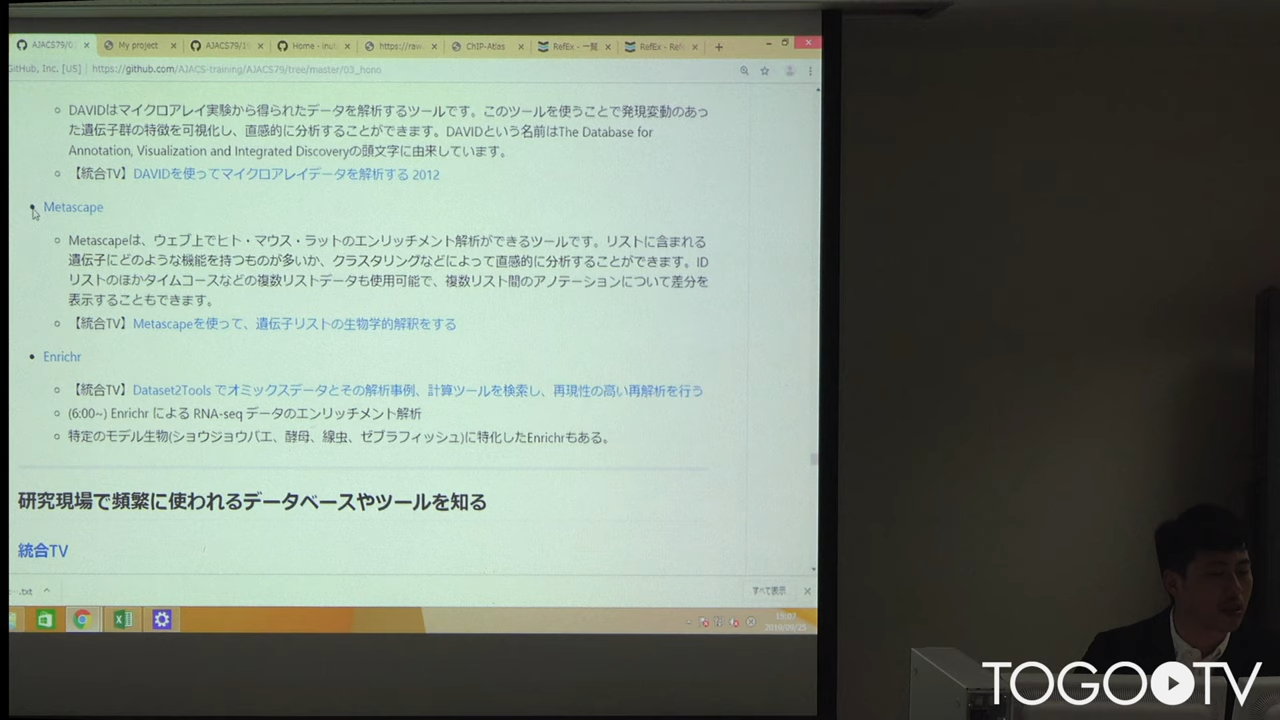 AJACS79/0
My project
AJACS79/1
Home - inut
https://raw.
ChIP-Atlas
RefEx - 一覧
RefEx - Ref
GitHub, Inc. [US] | https://github.com/AJACS-training/AJACS79/tree/master/03_hono
DAVIDはマイクロアレイ実験から得られたデータを解析するツールです。このツールを使うことで発現変動のあっ
た遺伝子群の特徴を可視化し、直感的に分析することができます。DAVIDという名前はThe Database for
Annotation, Visualization and Integrated Discoveryの頭文字に由来しています。
【統合TV】DAVIDを使ってマイクロアレイデータを解析する 2012
Metascape
Metascapeは、ウェブ上でヒト・マウス・ラットのエンリッチメント解析ができるツールです。リストに含まれる
遺伝子にどのような機能を持つものが多いか、クラスタリングなどによって直感的に分析することができます。ID
リストのほかタイムコースなどの複数リストデータも使用可能で、複数リスト間のアノテーションについて差分を
表示することもできます。
【統合TV】Metascapeを使って、遺伝子リストの生物学的解釈をする
Enrichr
【統合TV】Dataset2Tools でオミックスデータとその解析事例、計算ツールを検索し、再現性の高い再解析を行う
(6:00~) Enrichr による RNA-seq データのエンリッチメント解析
特定のモデル生物(ショウジョウバエ、酵母、線虫、ゼブラフィッシュ)に特化したEnrichrもある。
研究現場で頻繁に使われるデータベースやツールを知る
統合TV
.txt
すべて表示
15:07
2019/09/25
TOGO TV